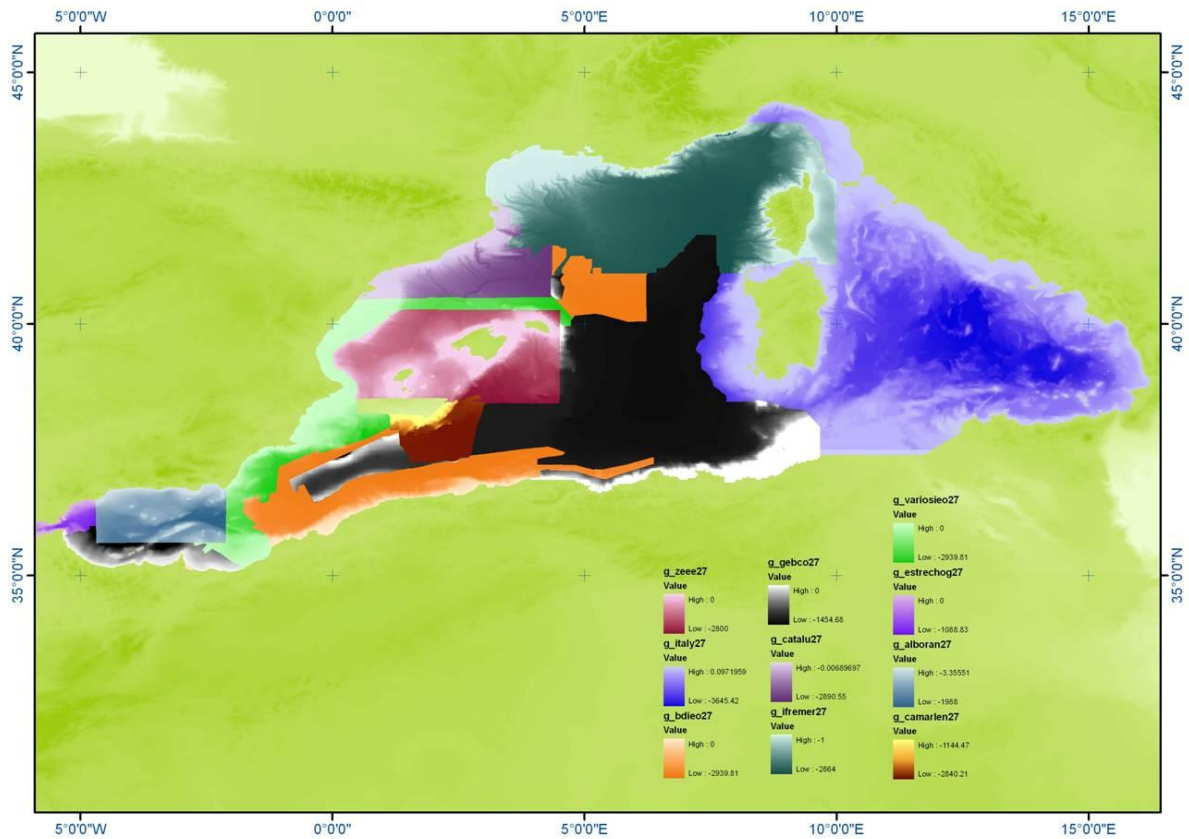 5°0'0"W 0°0'0" 5°0'0"E 10°0'0"E 15°0'0"E
45°0'0"N 45°0'0"N
40°0'0"N 40°0'0"N
35°0'0"N 35°0'0"N
g_zeee27
Value
High : 0
Low : -2800
g_italy27
Value
High : 0.0971959
Low : -3645.42
g_bdieo27
Value
High : 0
Low : -2939.81
g_gebco27
Value
High : 0
Low : -1454.68
g_catalu27
Value
High : -0.00689697
Low : -2890.55
g_ifremer27
Value
High : -1
Low : -2864
g_variosieo27
Value
High : 0
Low : -2939.81
g_estrechog27
Value
High : 0
Low : -1088.83
g_alboran27
Value
High : -3.35551
Low : -1988
g_camarlen27
Value
High : -1144.47
Low : -2840.21
5°0'0"W 0°0'0" 5°0'0"E 10°0'0"E 15°0'0"E